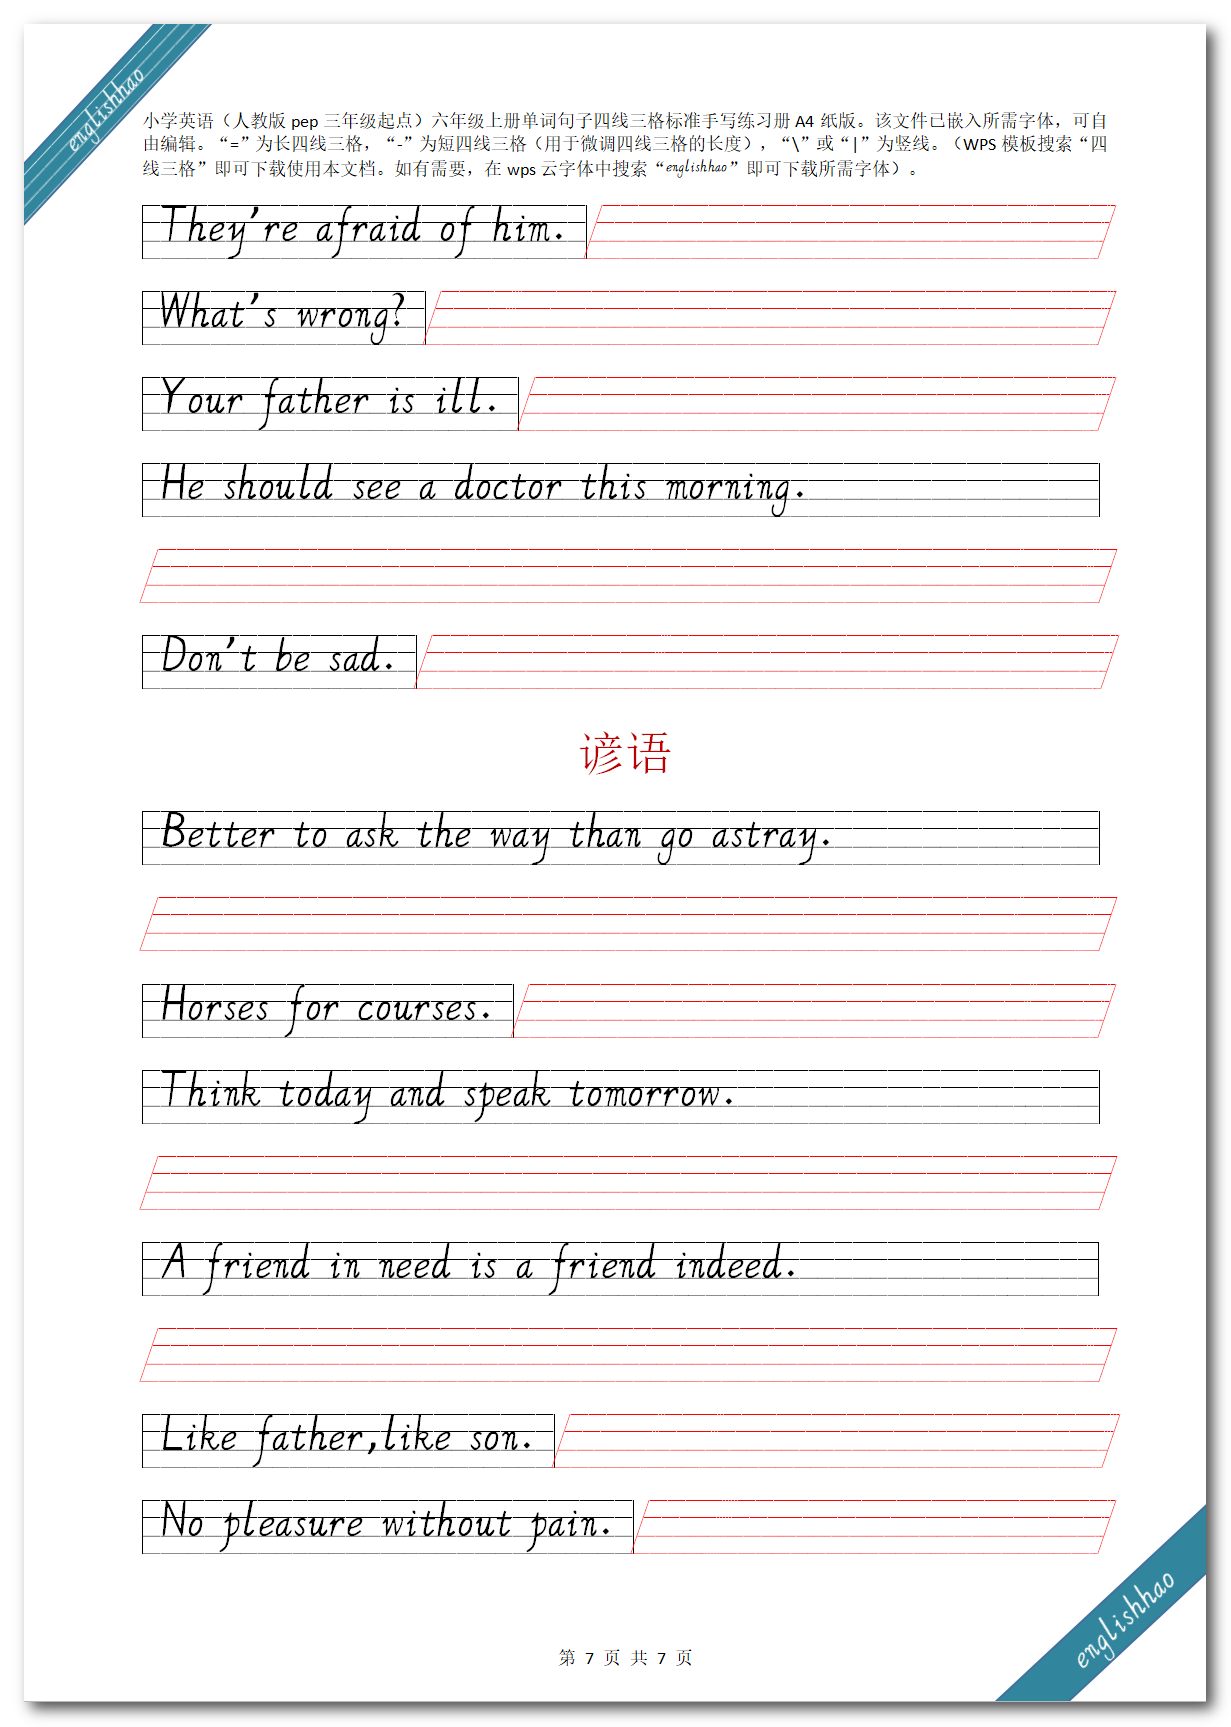 englishhao
小学英语（人教版 pep 三年级起点）六年级上册单词句子四线三格标准手写练习册 A4 纸版。该文件已嵌入所需字体，可自
由编辑。“=”为长四线三格，“-”为短四线三格（用于微调四线三格的长度），“\”或“|”为竖线。（WPS 模板搜索“四
线三格”即可下载使用本文档。如有需要，在 wps 云字体中搜索“englishhao”即可下载所需字体）。
They're afraid of him.
What's wrong?
Your father is ill.
He should see a doctor this morning.
Don't be sad.
谚语
Better to ask the way than go astray.
Horses for courses.
Think today and speak tomorrow.
A friend in need is a friend indeed.
Like father,like son.
No pleasure without pain.
englishhao
第 7 页 共 7 页